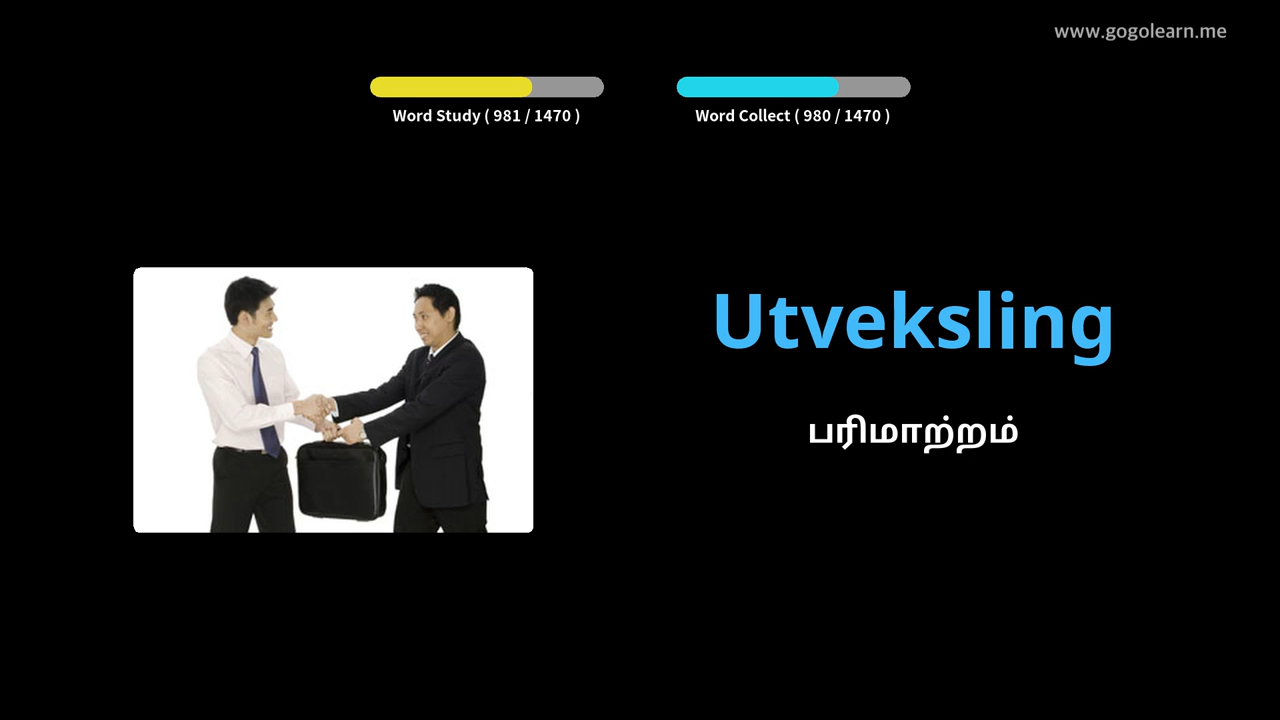 www.gogolearn.me
Word Study ( 981 / 1470 )
Word Collect ( 980 / 1470 )
Utveksling
பரிமாற்றம்